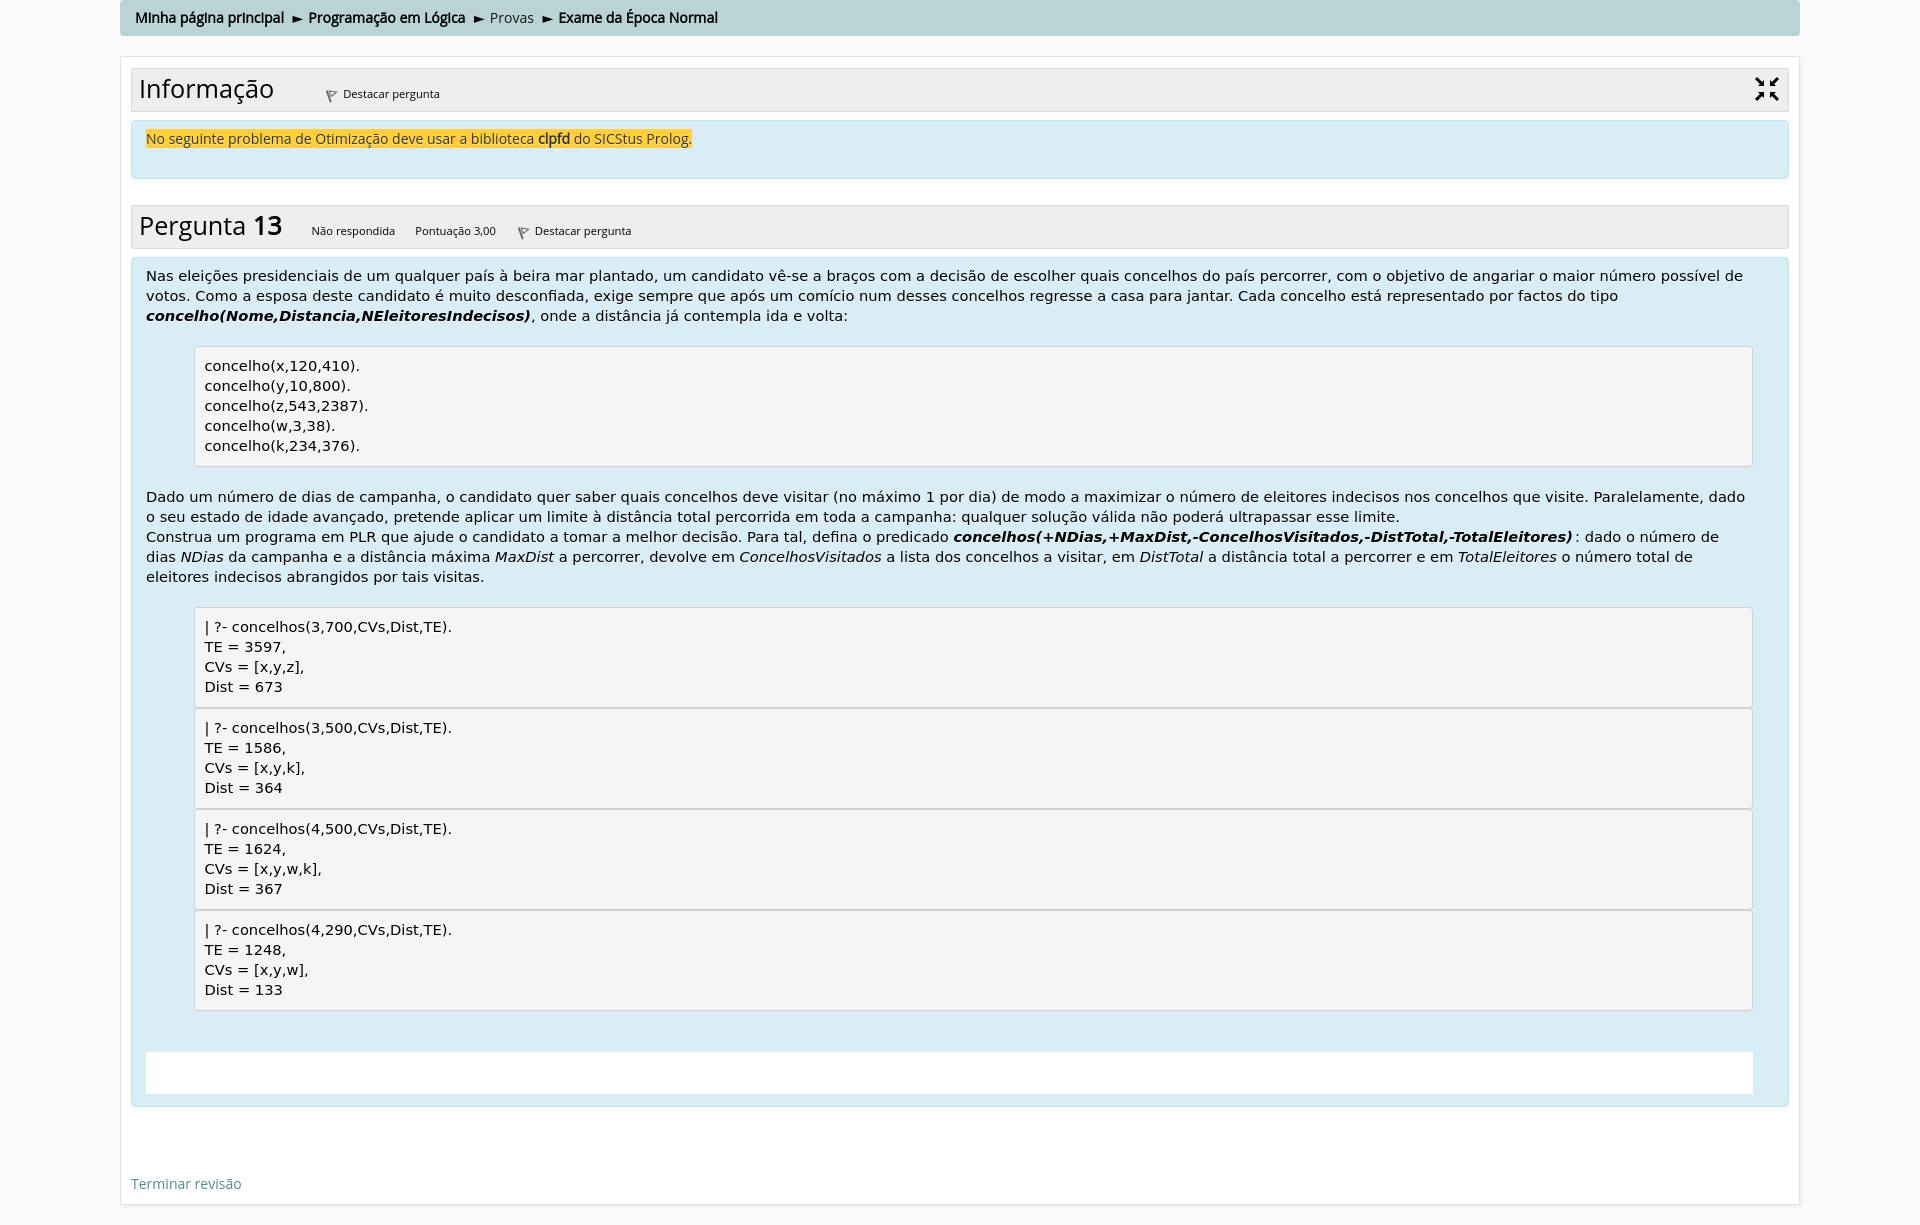 Minha página principal ► Programação em Lógica ► Provas ► Exame da Época Normal
Informação Destacar pergunta
No seguinte problema de Otimização deve usar a biblioteca clpfd do SICStus Prolog.
Pergunta 13 Não respondida Pontuação 3,00 Destacar pergunta
Nas eleições presidenciais de um qualquer país à beira mar plantado, um candidato vê-se a braços com a decisão de escolher quais concelhos do país percorrer, com o objetivo de angariar o maior número possível de
votos. Como a esposa deste candidato é muito desconfiada, exige sempre que após um comício num desses concelhos regresse a casa para jantar. Cada concelho está representado por factos do tipo
concelho(Nome,Distancia,NEleitoresIndecisos), onde a distância já contempla ida e volta:
concelho(x,120,410).
concelho(y,10,800).
concelho(z,543,2387).
concelho(w,3,38).
concelho(k,234,376).
Dado um número de dias de campanha, o candidato quer saber quais concelhos deve visitar (no máximo 1 por dia) de modo a maximizar o número de eleitores indecisos nos concelhos que visite. Paralelamente, dado
o seu estado de idade avançado, pretende aplicar um limite à distância total percorrida em toda a campanha: qualquer solução válida não poderá ultrapassar esse limite.
Construa um programa em PLR que ajude o candidato a tomar a melhor decisão. Para tal, defina o predicado concelhos(+NDias,+MaxDist,-ConcelhosVisitados,-DistTotal,-TotalEleitores): dado o número de
dias NDias da campanha e a distância máxima MaxDist a percorrer, devolve em ConcelhosVisitados a lista dos concelhos a visitar, em DistTotal a distância total a percorrer e em TotalEleitores o número total de
eleitores indecisos abrangidos por tais visitas.
| ?- concelhos(3,700,CVs,Dist,TE).
TE = 3597,
CVs = [x,y,z],
Dist = 673
| ?- concelhos(3,500,CVs,Dist,TE).
TE = 1586,
CVs = [x,y,k],
Dist = 364
| ?- concelhos(4,500,CVs,Dist,TE).
TE = 1624,
CVs = [x,y,w,k],
Dist = 367
| ?- concelhos(4,290,CVs,Dist,TE).
TE = 1248,
CVs = [x,y,w],
Dist = 133
Terminar revisão